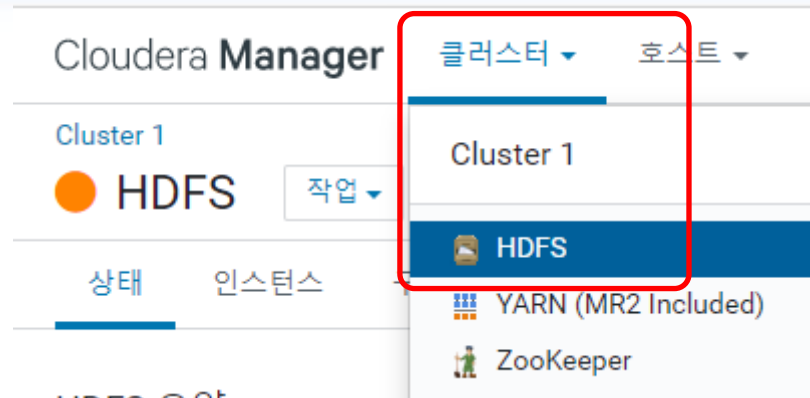 Cloudera Manager 클러스터 호스트
Cluster 1
HDFS 작업
상태 인스턴스
Cluster 1
HDFS
YARN (MR2 Included)
ZooKeeper